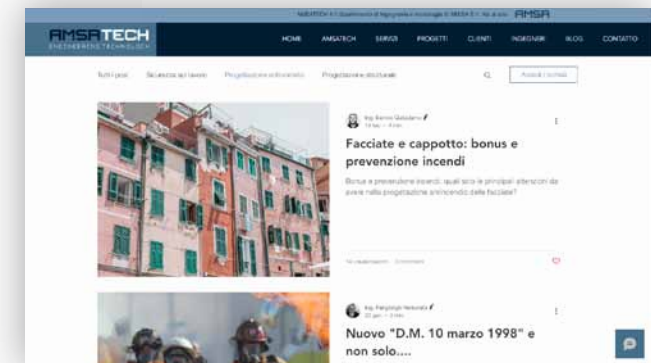 AMSA
AMSATECH
ENGINEERING TECHNOLOGY
HOME AMSATECH SERVIZI PROGETTI CLIENTI INGEGNERI BLOG CONTATTO
Tutti i post Sicurezza sul lavoro Progettazione antincendio Progettazione strutturale
Facciate e cappotto: bonus e
prevenzione incendi
Bonus e prevenzione incendi: quali sono le principali attenzioni da
avere nella progettazione antincendio delle facciate?
Nuovo "D.M. 10 marzo 1998" e
non solo....